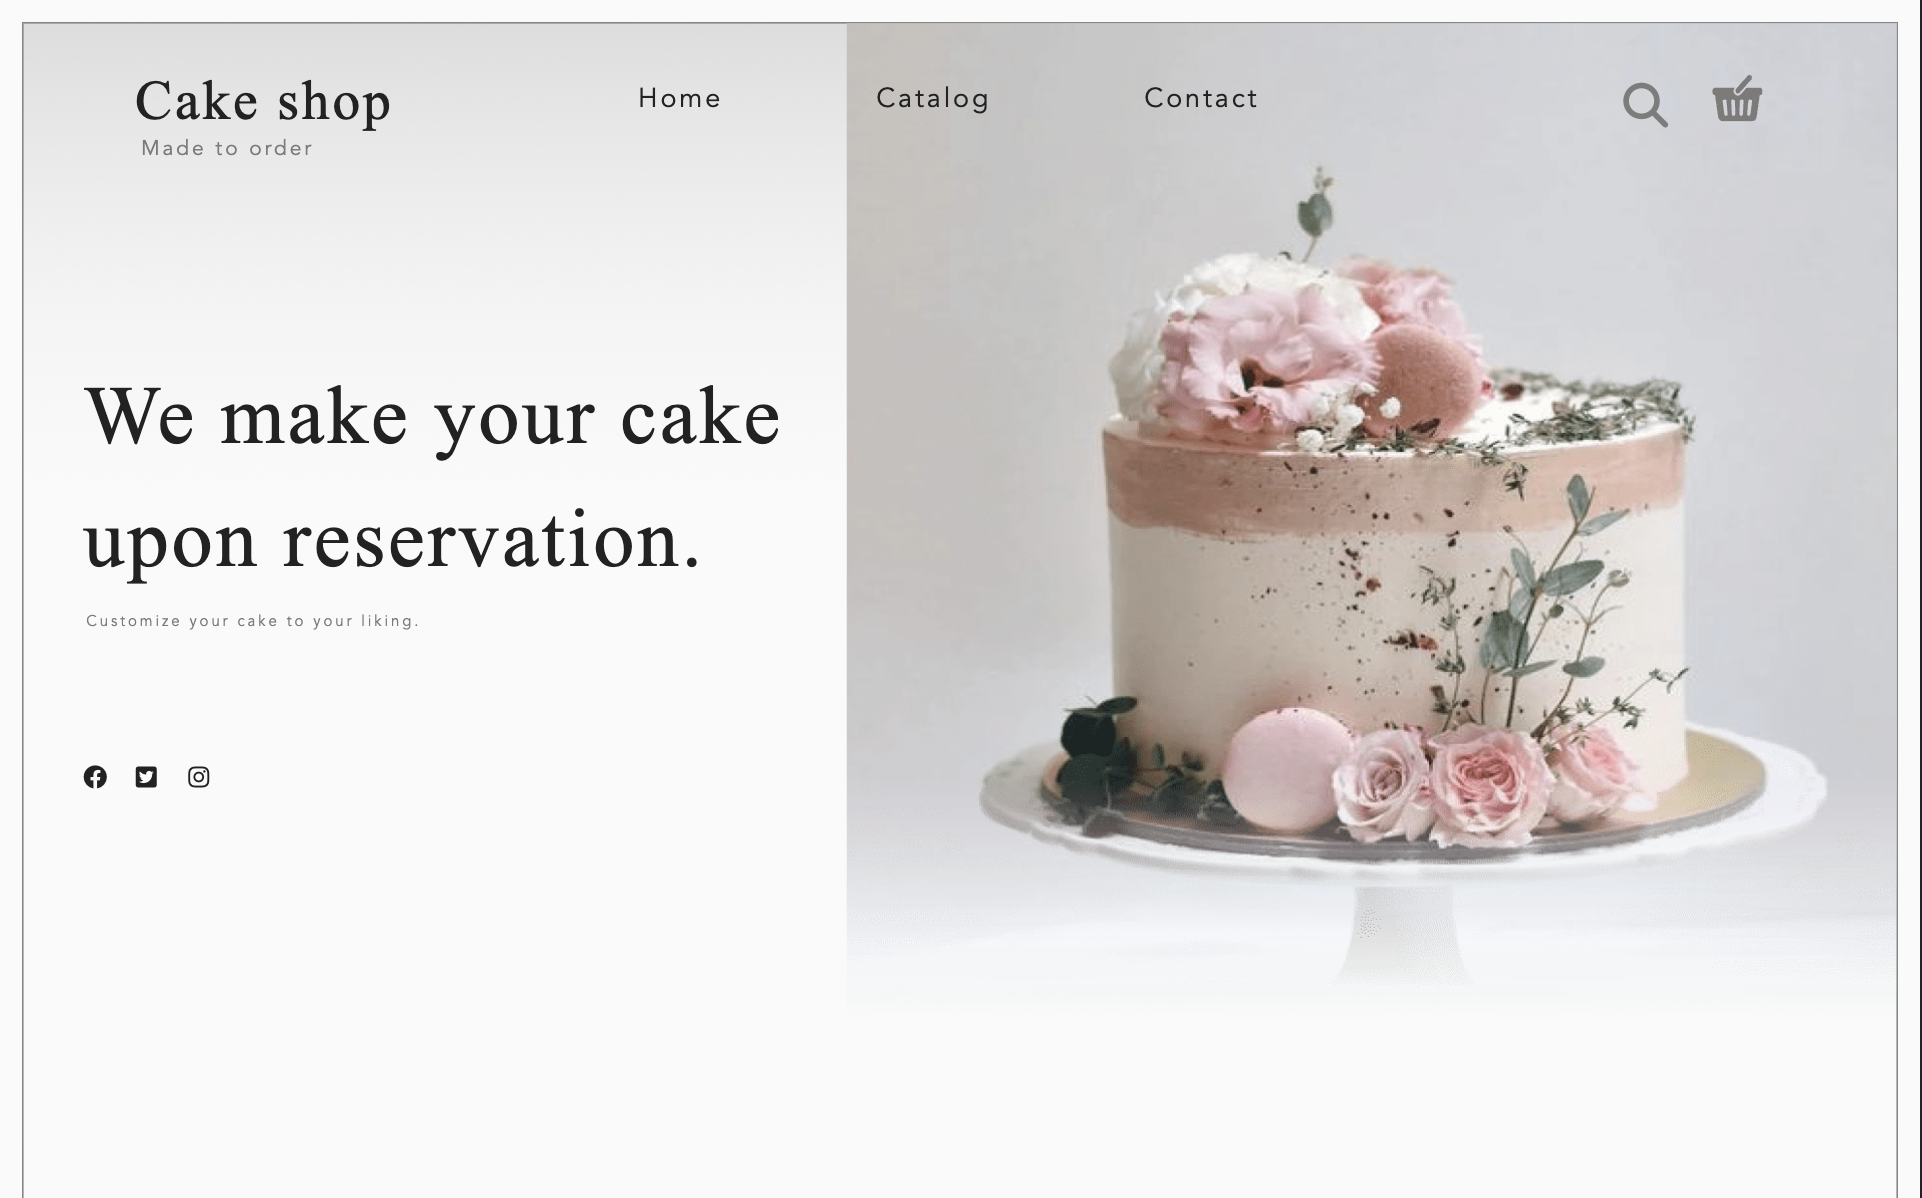 Cake shop
Made to order
Home
Catalog
Contact
We make your cake
upon reservation.
Customize your cake to your liking.